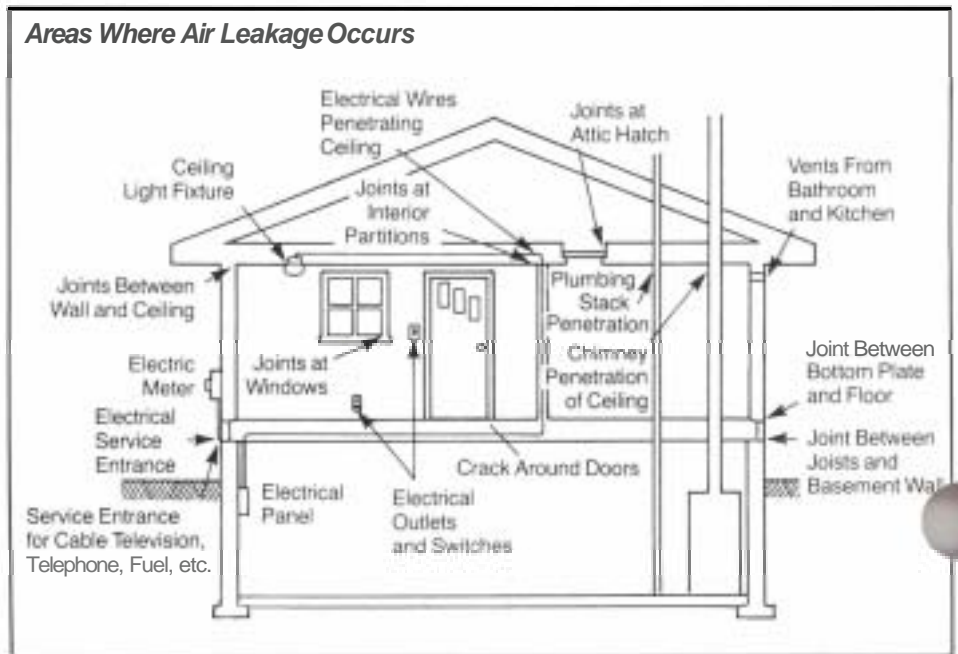 Areas Where Air Leakage Occurs
Electrical Wires
Penetrating
Ceiling
Joints at
Attic Hatch
Ceiling
Light Fixture
Joints at
Interior
Partitions
Vents From
Bathroom
and Kitchen
Joints Between
Wall and Ceiling
Plumbing
Stack
Penetration
Electric
Meter
Joints at
Windows
Chimney
Penetration
of Ceiling
Joint Between
Bottom Plate
and Floor
Electrical
Service
Entrance
Crack Around Doors
Joint Between
Joists and
Basement Wall
Electrical
Panel
Electrical
Outlets
and Switches
Service Entrance
for Cable Television,
Telephone, Fuel, etc.